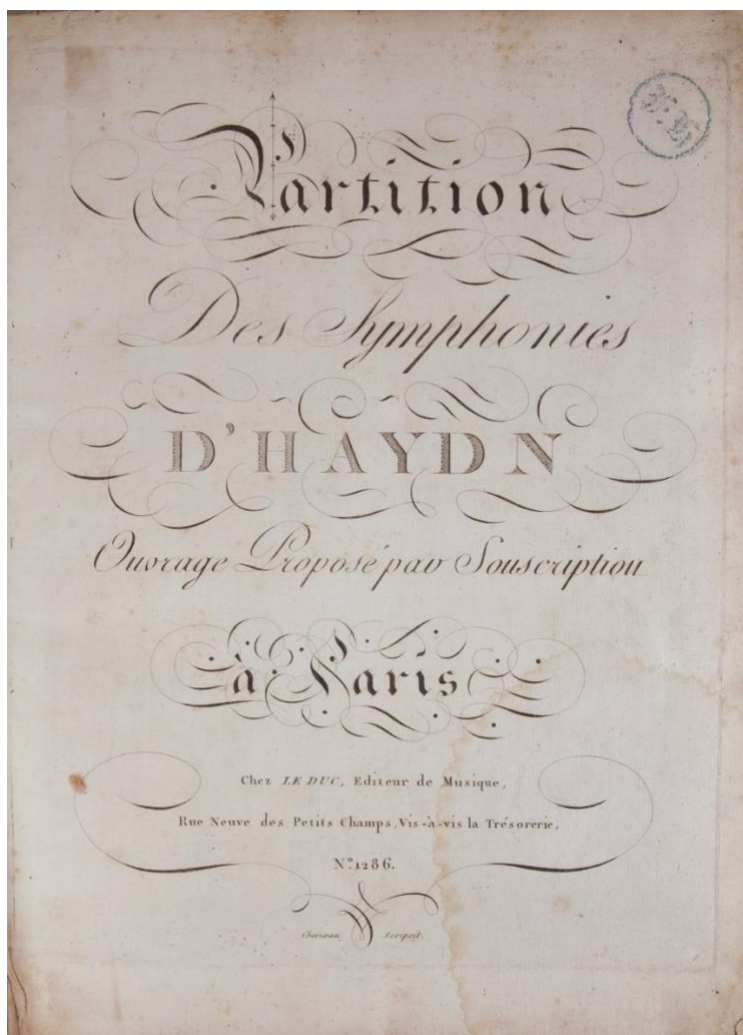 Partition
Des Symphonies
D'HAYDN
Ouvrage Proposé par Souscription
à Paris
Chez LE DUC, Editeur de Musique,
Rue Neuve des Petits Champs, Vis-à-vis la Trésorerie,
Nº. 1286.
Scripsit.